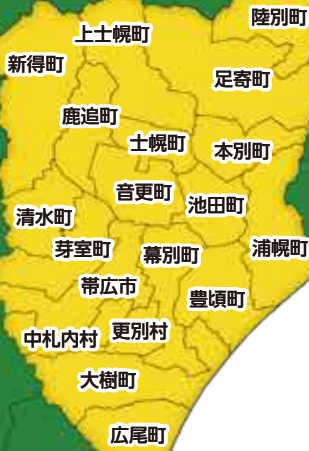 陸別町
上士幌町
新得町
足寄町
鹿追町
士幌町
本別町
音更町
池田町
清水町
芽室町
幕別町
浦幌町
帯広市
豊頃町
更別村
中札内村
大樹町
広尾町